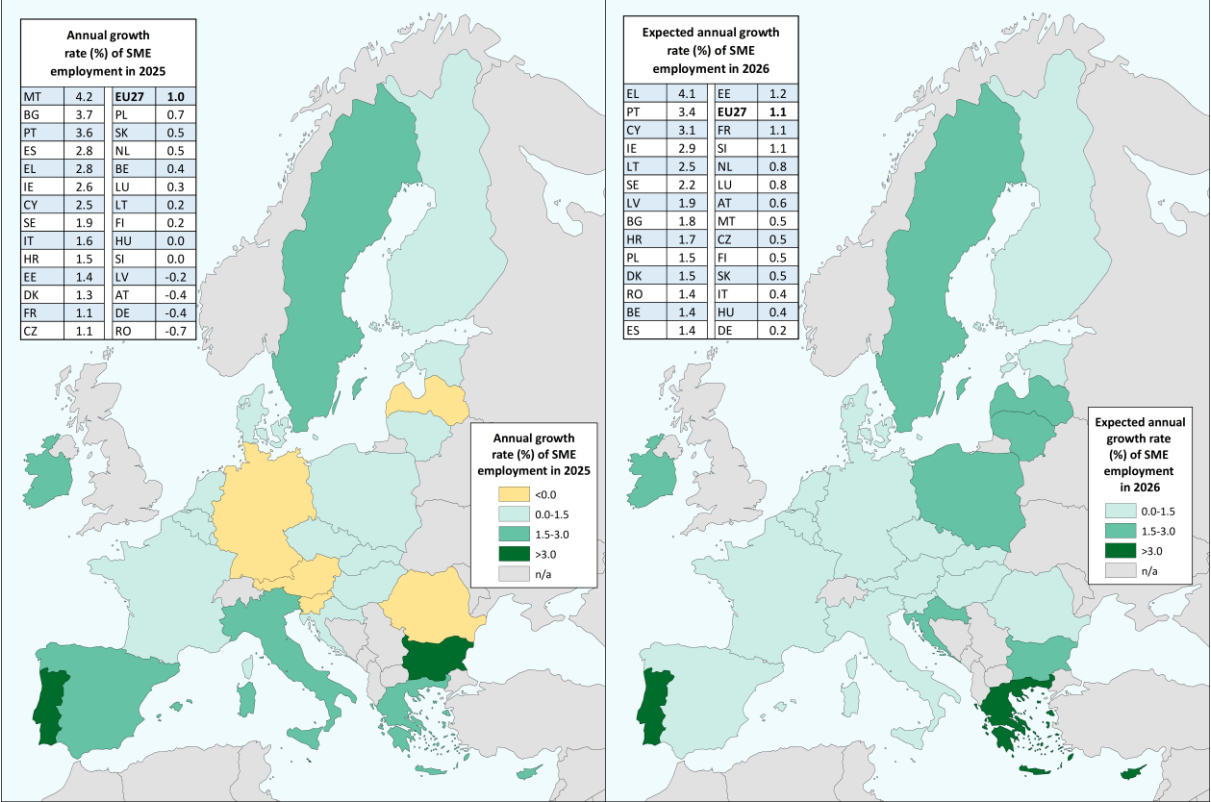 Annual growth
rate (%) of SME
employment in 2025
MT 4.2 EU27 1.0
BG 3.7 PL 0.7
PT 3.6 SK 0.5
ES 2.8 NL 0.5
EL 2.8 BE 0.4
IE 2.6 LU 0.3
CY 2.5 LT 0.2
SE 1.9 FI 0.2
IT 1.6 HU 0.0
HR 1.5 SI 0.0
EE 1.4 LV -0.2
DK 1.3 AT -0.4
FR 1.1 DE -0.4
CZ 1.1 RO -0.7
Annual growth
rate (%) of SME
employment in 2025
<0.0
0.0-1.5
1.5-3.0
>3.0
n/a
Expected annual growth
rate (%) of SME
employment in 2026
EL 4.1 EE 1.2
PT 3.4 EU27 1.1
CY 3.1 FR 1.1
IE 2.9 SI 1.1
LT 2.5 NL 0.8
SE 2.2 LU 0.8
LV 1.9 AT 0.6
BG 1.8 MT 0.5
HR 1.7 CZ 0.5
PL 1.5 FI 0.5
DK 1.5 SK 0.5
RO 1.4 IT 0.4
BE 1.4 HU 0.4
ES 1.4 DE 0.2
Expected annual
growth rate
(%) of SME
employment
in 2026
0.0-1.5
1.5-3.0
>3.0
n/a